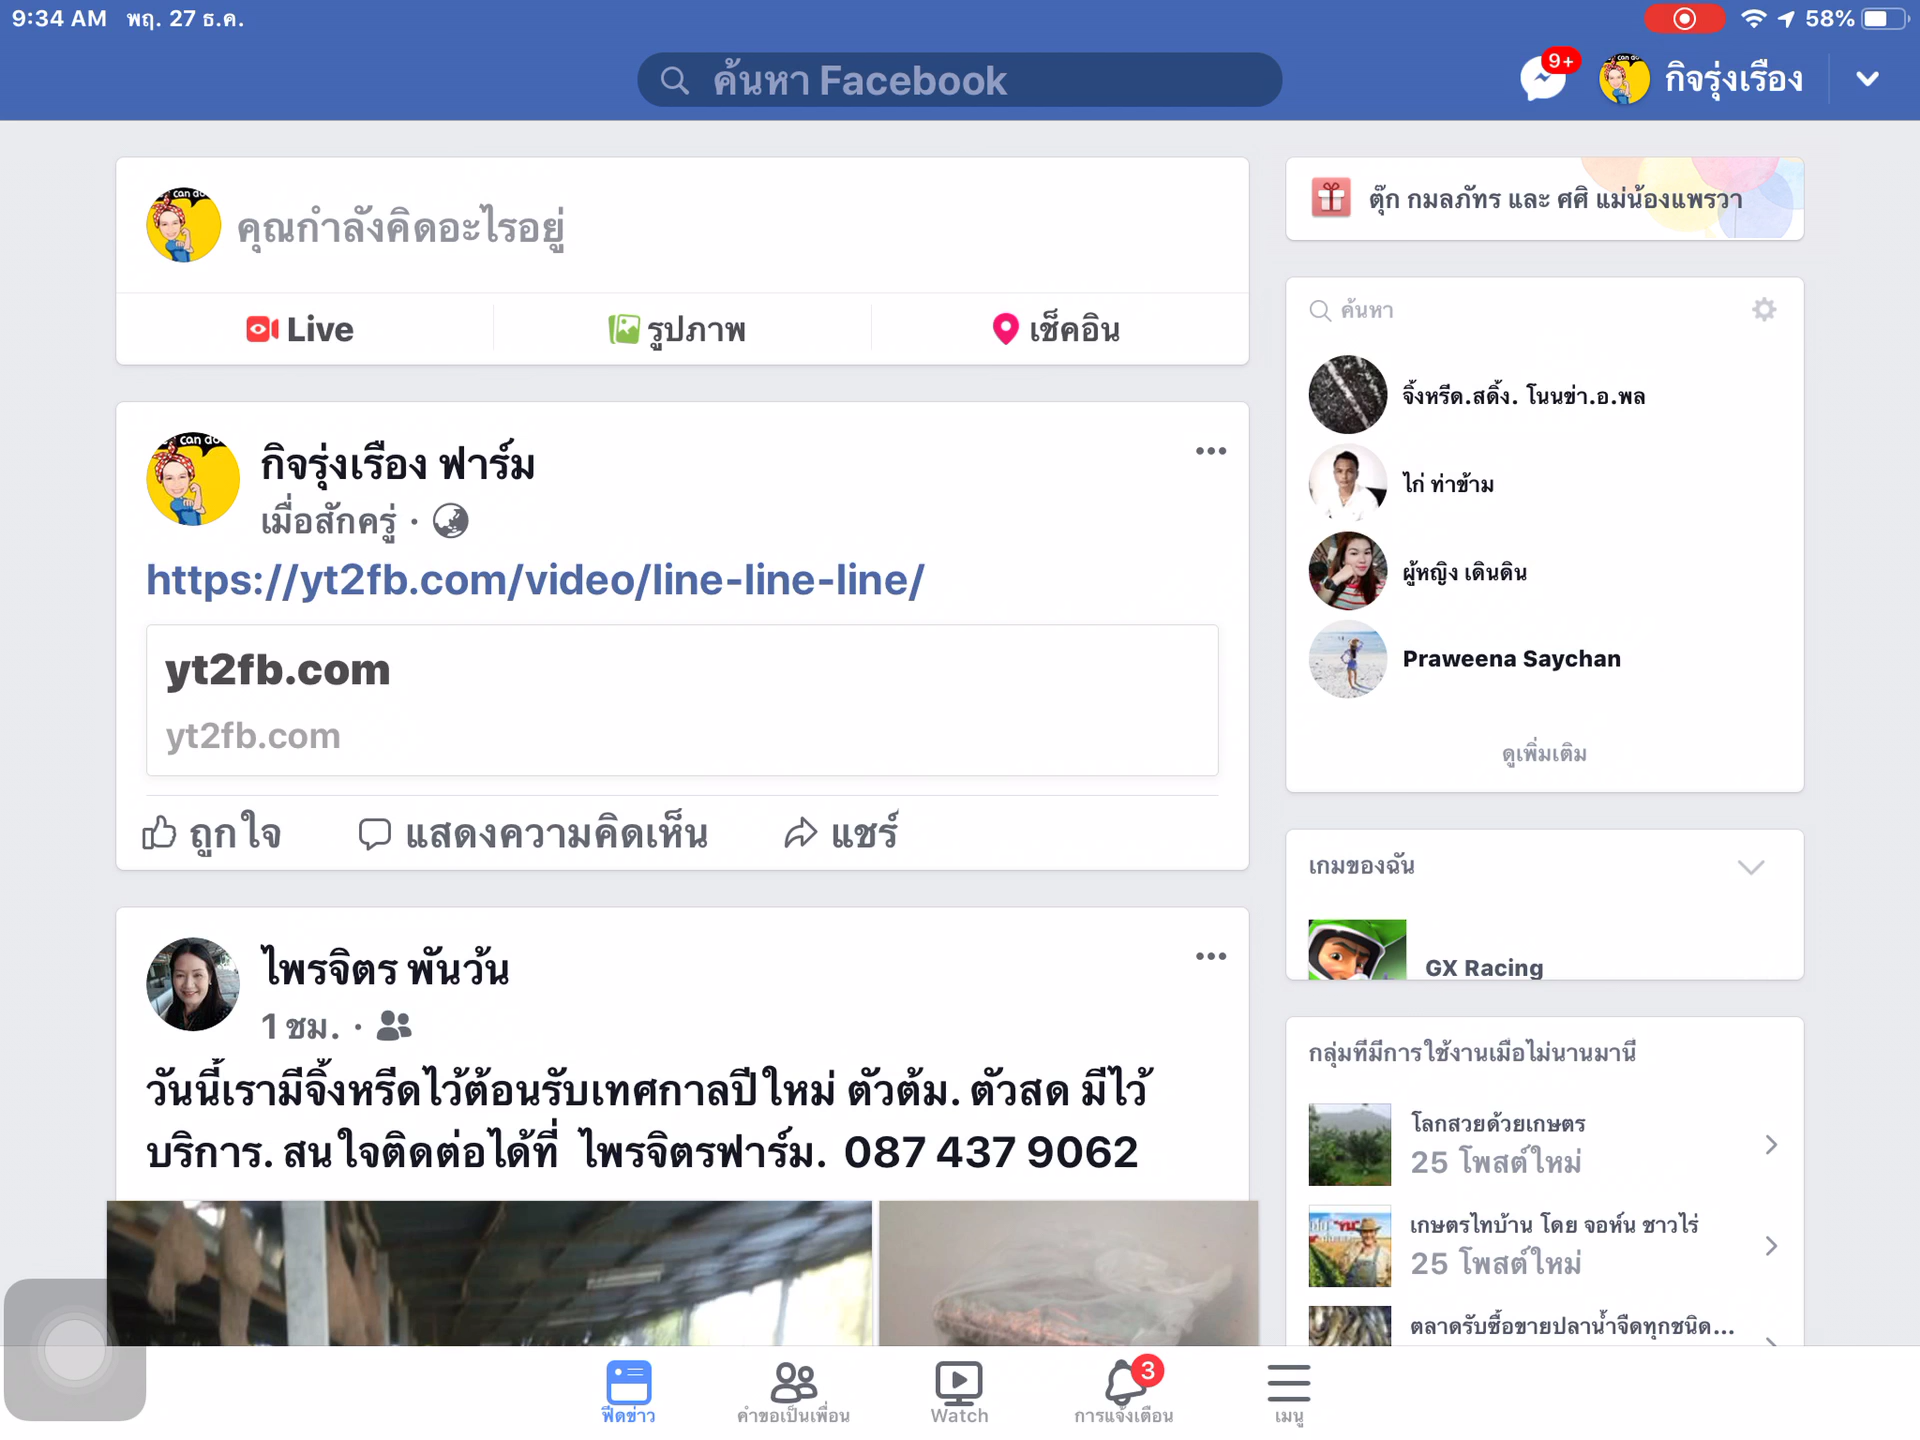 9:34 AM พฤ. 27 ธ.ค.
58%
ค้นหา Facebook
9+
กิจรุ่งเรือง
can do
คุณกำลังคิดอะไรอยู่
Live
รูปภาพ
เช็คอิน
can do
กิจรุ่งเรือง ฟาร์ม
เมื่อสักครู่ ·
https://yt2fb.com/video/line-line-line/
yt2fb.com
yt2fb.com
ถูกใจ
แสดงความคิดเห็น
แชร์
ไพรจิตร พันวัน
1 ชม. ·
วันนี้เรามีจิ้งหรีดไว้ต้อนรับเทศกาลปีใหม่ ตัวต้ม. ตัวสด มีไว้
บริการ. สนใจติดต่อได้ที่ ไพรจิตรฟาร์ม. 087 437 9062
ตุ๊ก กมลภัทร และ ศศิ แม่น้องแพรวา
ค้นหา
จิ้งหรีด.สดิ้ง. โนนข่า.อ.พล
ไก่ ท่าข้าม
ผู้หญิง เดินดิน
Praweena Saychan
ดูเพิ่มเติม
เกมของฉัน
GX Racing
กลุ่มที่มีการใช้งานเมื่อไม่นานมานี้
โลกสวยด้วยเกษตร
25 โพสต์ใหม่
เกษตรไทบ้าน โดย จอห์น ชาวไร่
25 โพสต์ใหม่
ตลาดรับซื้อขายปลาน้ำจืดทุกชนิด...
ฟีดข่าว
คำขอเป็นเพื่อน
Watch
3
การแจ้งเตือน
เมนู